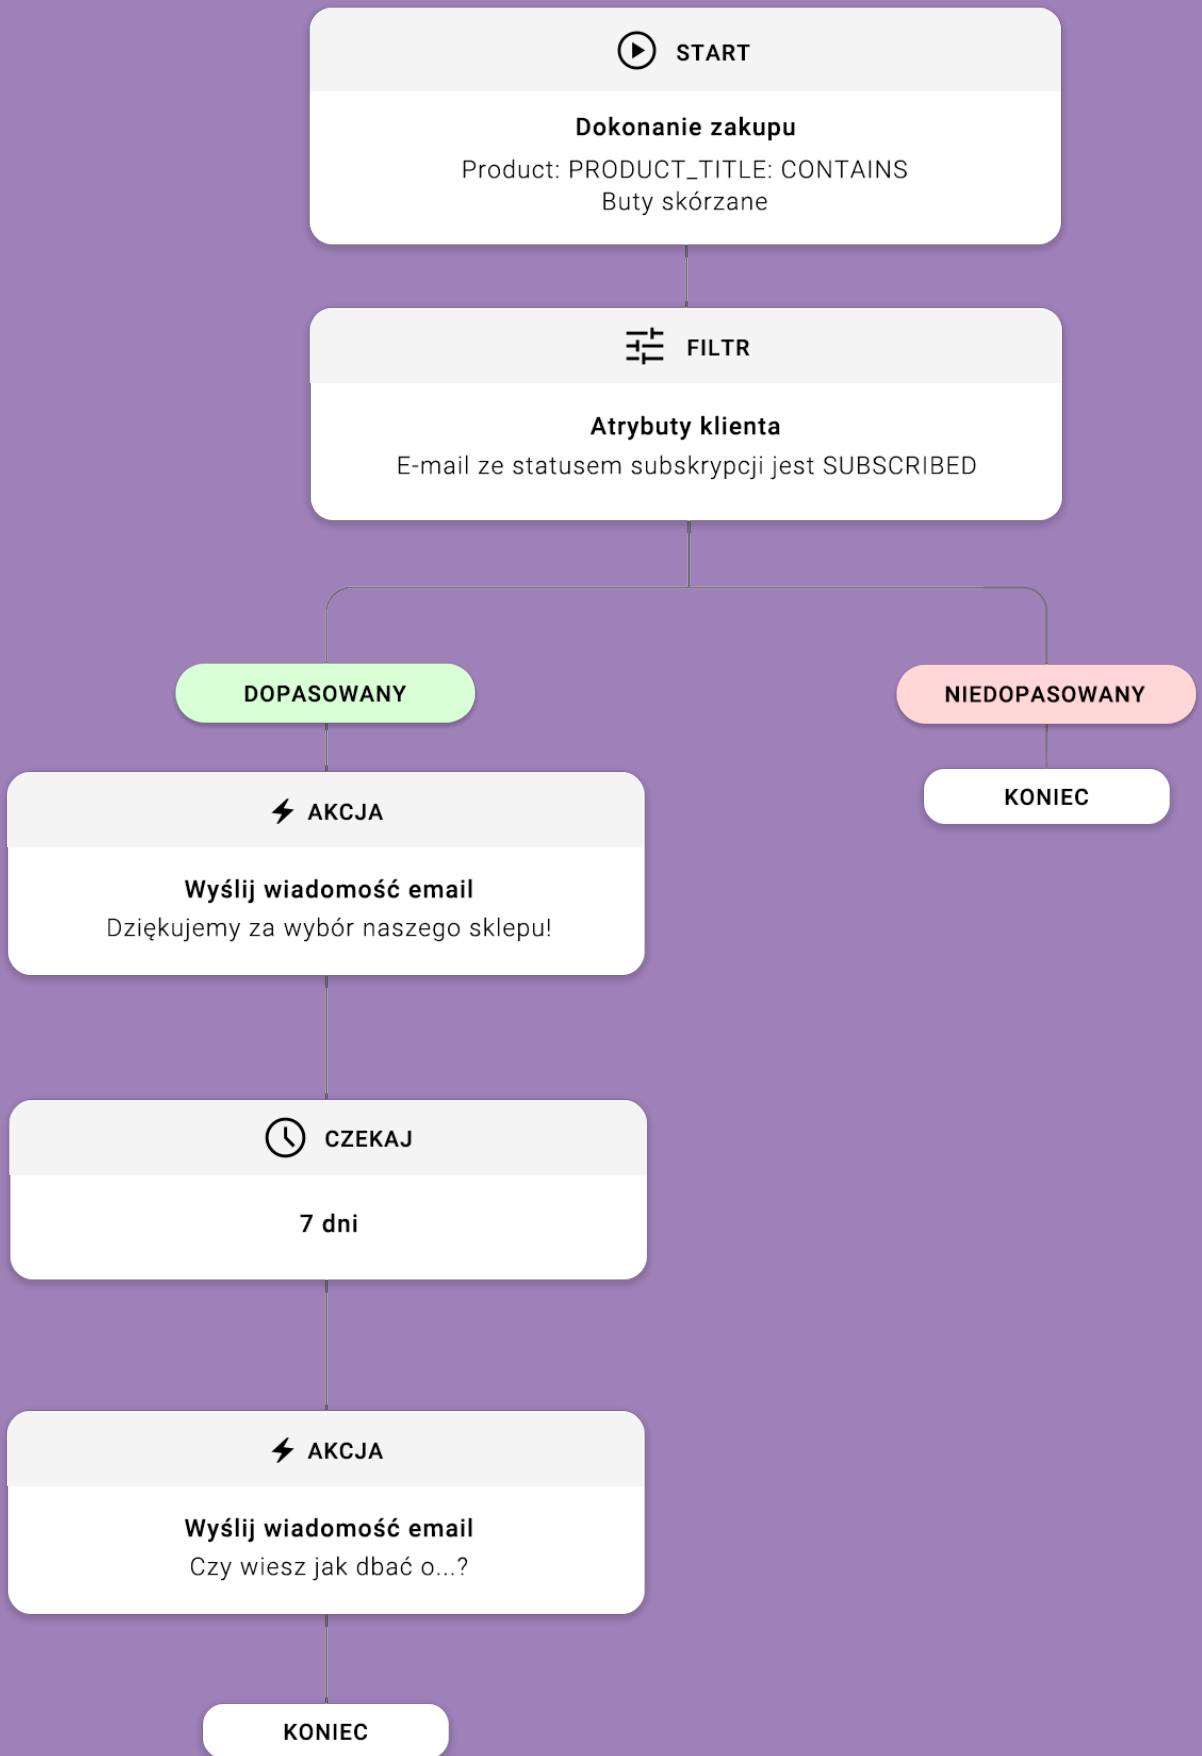 START
Dokonanie zakupu
Product: PRODUCT_TITLE: CONTAINS
Buty skórzane
FILTR
Atrybuty klienta
E-mail ze statusem subskrypcji jest SUBSCRIBED
DOPASOWANY
NIEDOPASOWANY
AKCJA
KONIEC
Wyślij wiadomość email
Dziękujemy za wybór naszego sklepu!
CZEKAJ
7 dni
AKCJA
Wyślij wiadomość email
Czy wiesz jak dbać o...?
KONIEC